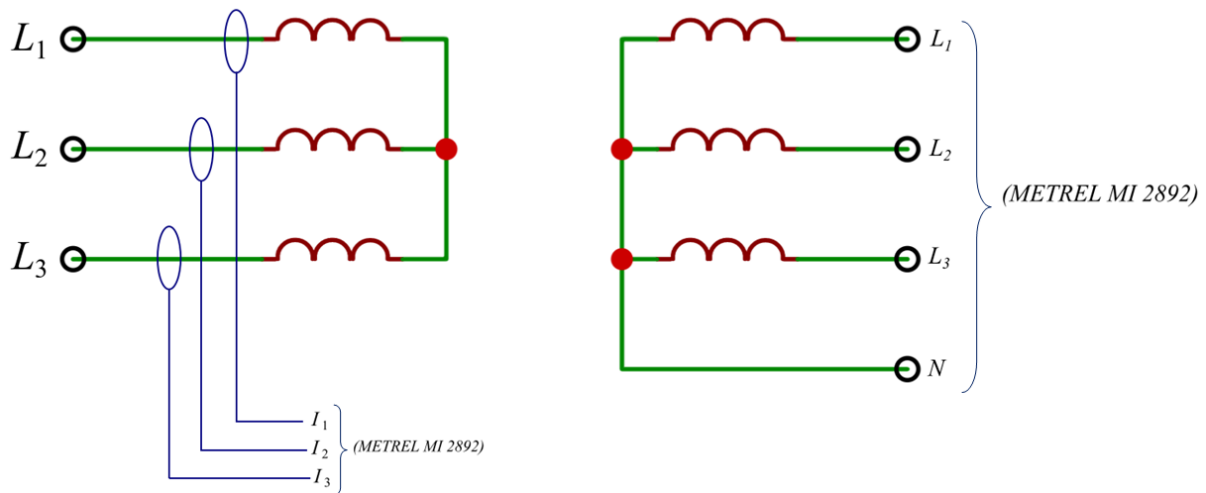 L1
L2
L3
I1
I2
I3
(METREL MI 2892)
L1
L2
L3
N
(METREL MI 2892)